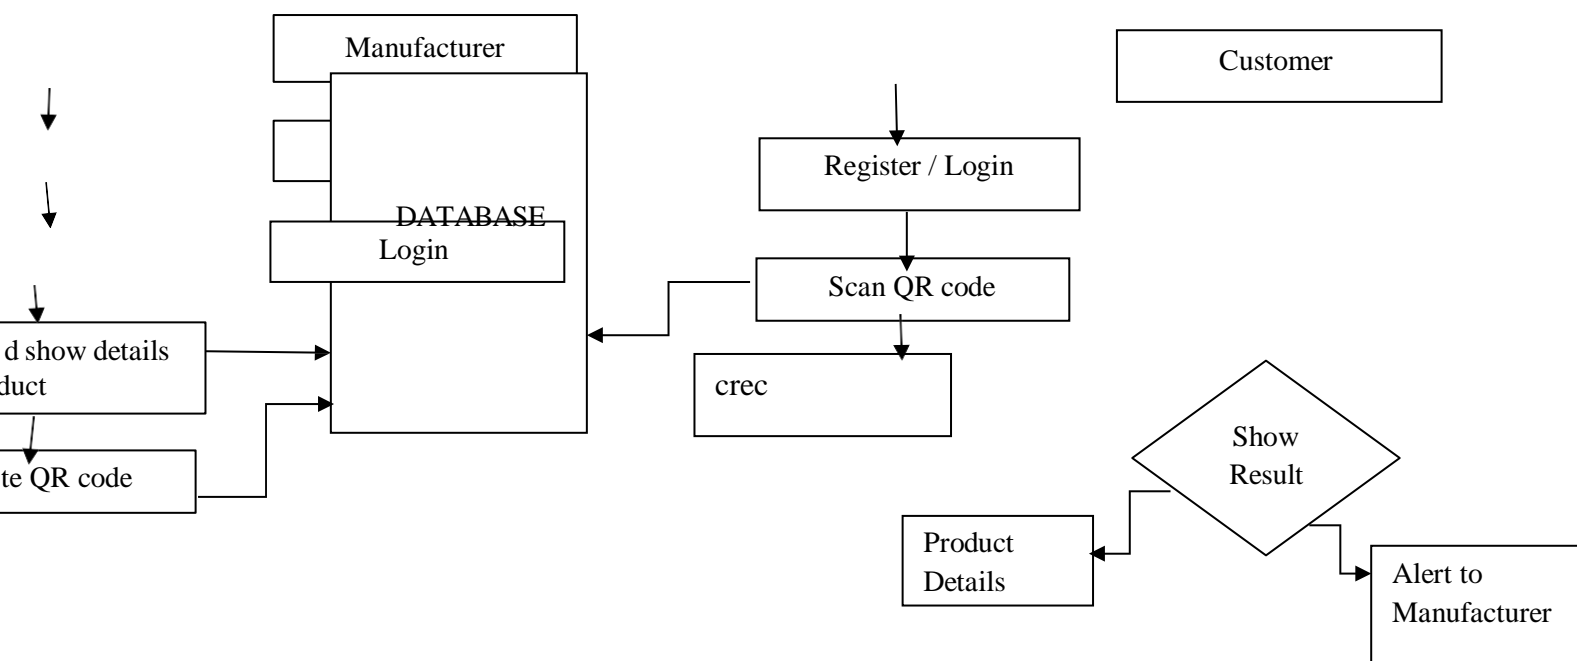 Manufacturer
Customer
Register / Login
DATABASE
Login
Scan QR code
d show details
duct
crec
te QR code
Show
Result
Product
Details
Alert to
Manufacturer